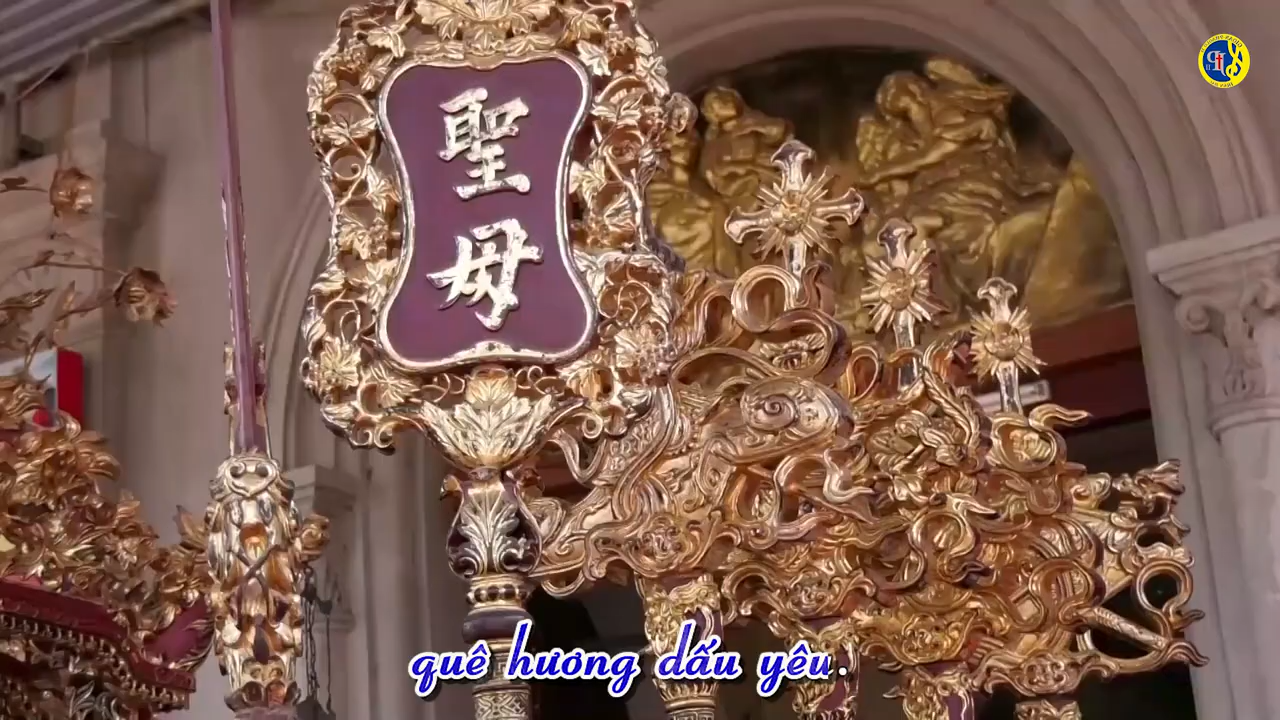 聖母
quê hương dấu yêu.